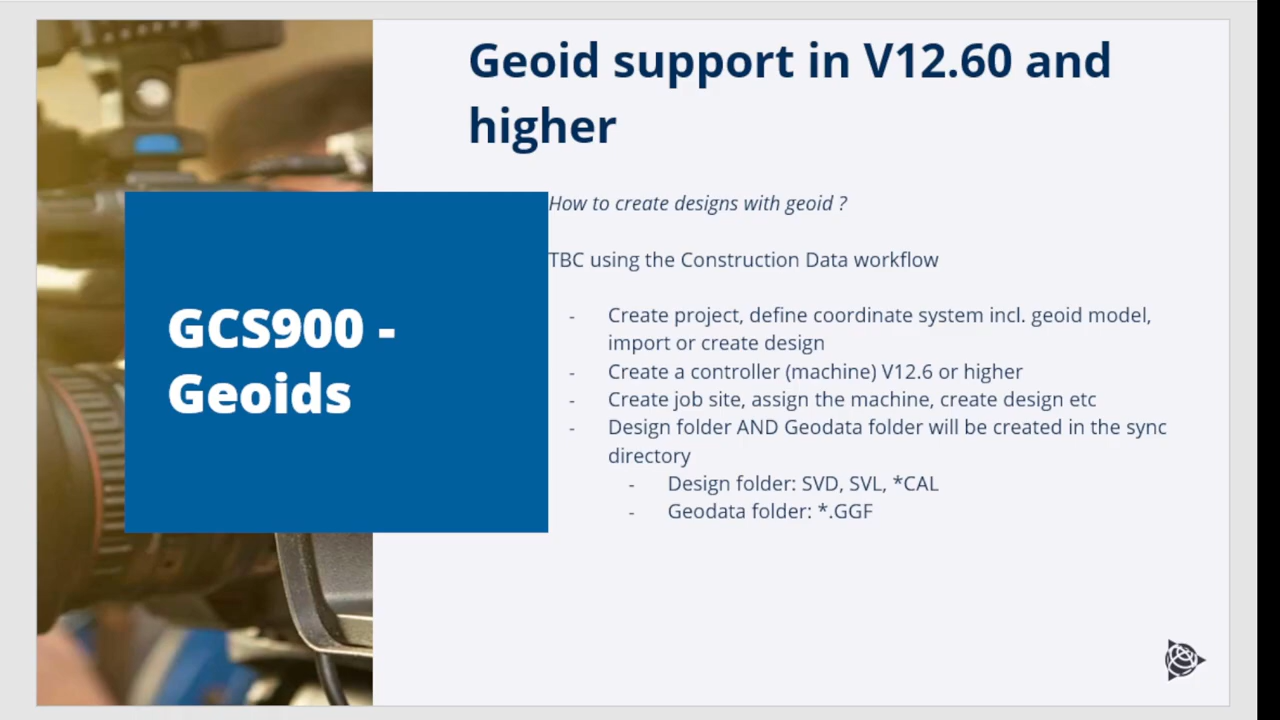 Geoid support in V12.60 and
higher
How to create designs with geoid ?
TBC using the Construction Data workflow
GCS900 -
Geoids
- Create project, define coordinate system incl. geoid model,
import or create design
- Create a controller (machine) V12.6 or higher
- Create job site, assign the machine, create design etc
- Design folder AND Geodata folder will be created in the sync
directory
- Design folder: SVD, SVL, *CAL
- Geodata folder: *.GGF